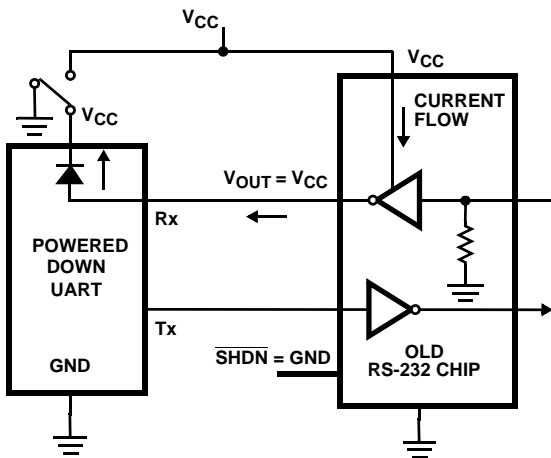 VCC
VCC
VCC
CURRENT
FLOW
VOUT = VCC
Rx
POWERED
DOWN
UART
Tx
SHDN = GND
OLD
RS-232 CHIP
GND